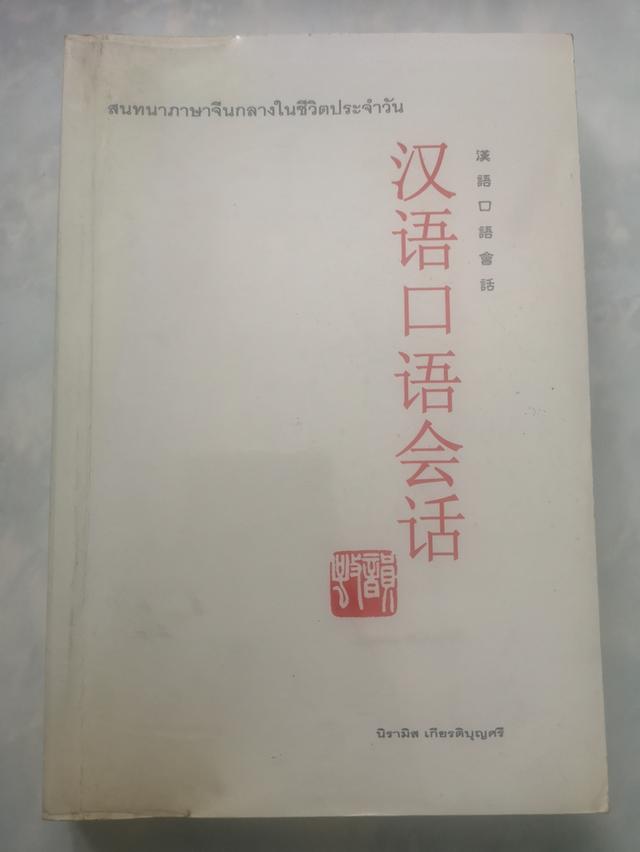 สนทนาภาษาจีนกลางในชีวิตประจำวัน
汉语口语会话
漢語口語會話
นิรามิส เกียรติบุญศรี